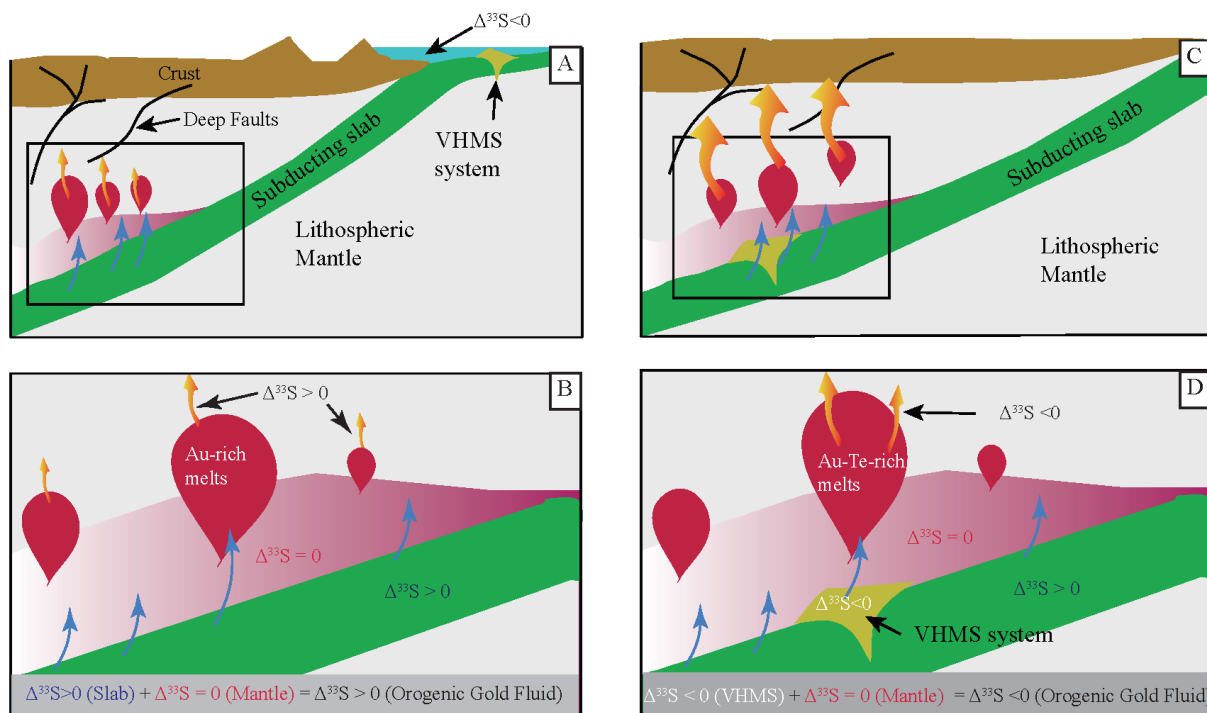 Δ³³S<0
A
Crust
Deep Faults
VHMS
system
Subducting slab
Lithospheric
Mantle
C
Subducting slab
Lithospheric
Mantle
B
Δ³³S > 0
Au-rich
melts
Δ³³S = 0
Δ³³S > 0
Δ³³S>0 (Slab) + Δ³³S = 0 (Mantle) = Δ³³S > 0 (Orogenic Gold Fluid)
D
Δ³³S <0
Au-Te-rich
melts
Δ³³S = 0
Δ³³S > 0
Δ³³S<0
VHMS system
Δ³³S < 0 (VHMS) + Δ³³S = 0 (Mantle) = Δ³³S <0 (Orogenic Gold Fluid)